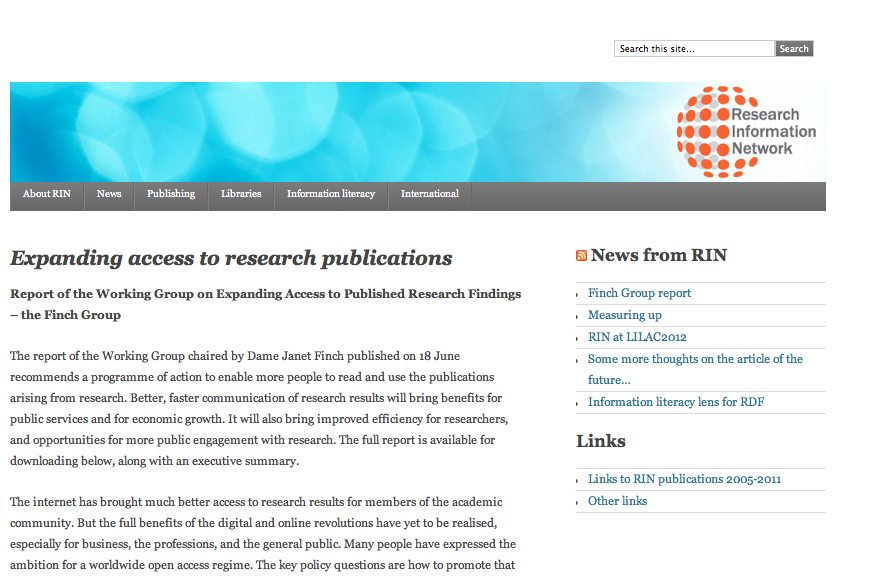 Search this site...
Search
Research
Information
Network
About RIN
News
Publishing
Libraries
Information literacy
International
Expanding access to research publications
Report of the Working Group on Expanding Access to Published Research Findings
– the Finch Group
The report of the Working Group chaired by Dame Janet Finch published on 18 June
recommends a programme of action to enable more people to read and use the publications
arising from research. Better, faster communication of research results will bring benefits for
public services and for economic growth. It will also bring improved efficiency for researchers,
and opportunities for more public engagement with research. The full report is available for
downloading below, along with an executive summary.
The internet has brought much better access to research results for members of the academic
community. But the full benefits of the digital and online revolutions have yet to be realised,
especially for business, the professions, and the general public. Many people have expressed the
ambition for a worldwide open access regime. The key policy questions are how to promote that
News from RIN
Finch Group report
Measuring up
RIN at LILAC2012
Some more thoughts on the article of the
future...
Information literacy lens for RDF
Links
Links to RIN publications 2005-2011
Other links